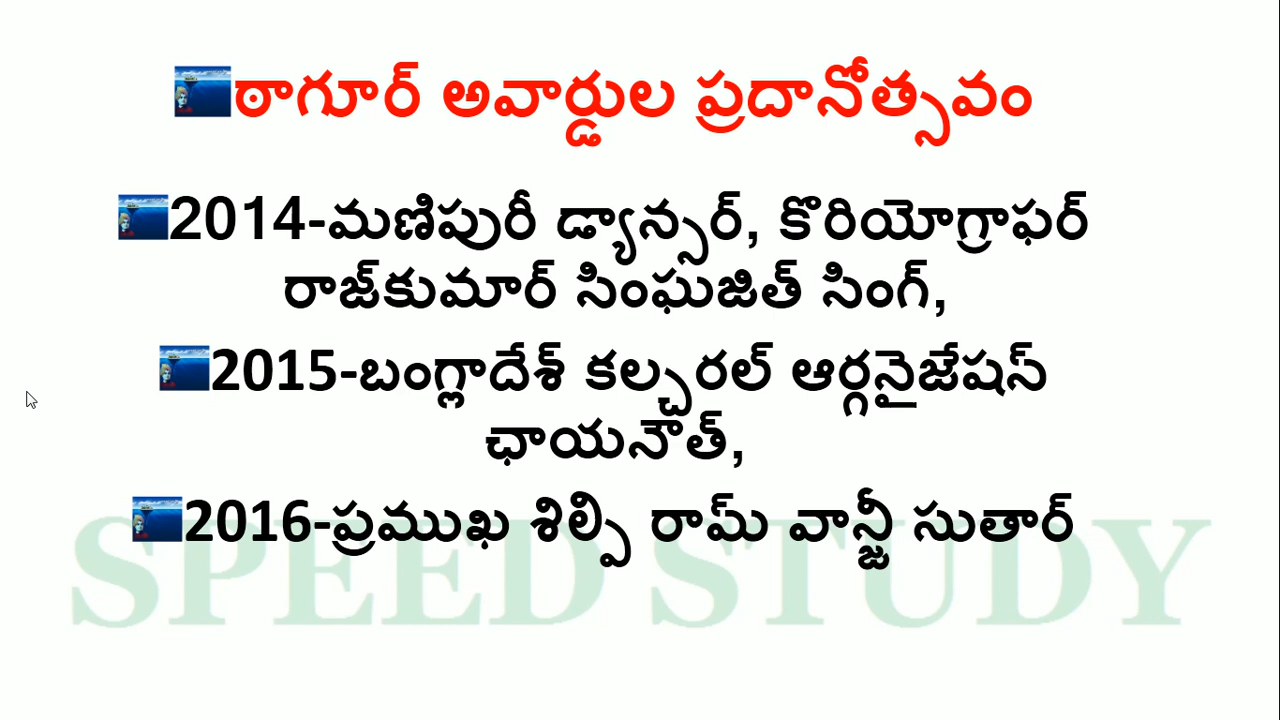 ఠాగూర్ అవార్డుల ప్రదానోత్సవం
2014-మణిపురీ డ్యాన్సర్, కొరియోగ్రాఫర్
రాజ్‌కుమార్ సింఘజిత్ సింగ్,
2015-బంగ్లాదేశ్ కల్చరల్ ఆర్గనైజేషన్
ఛాయనౌత్,
2016-ప్రముఖ శిల్పి రామ్ వాన్జీ సుతార్
SPEED STUDY